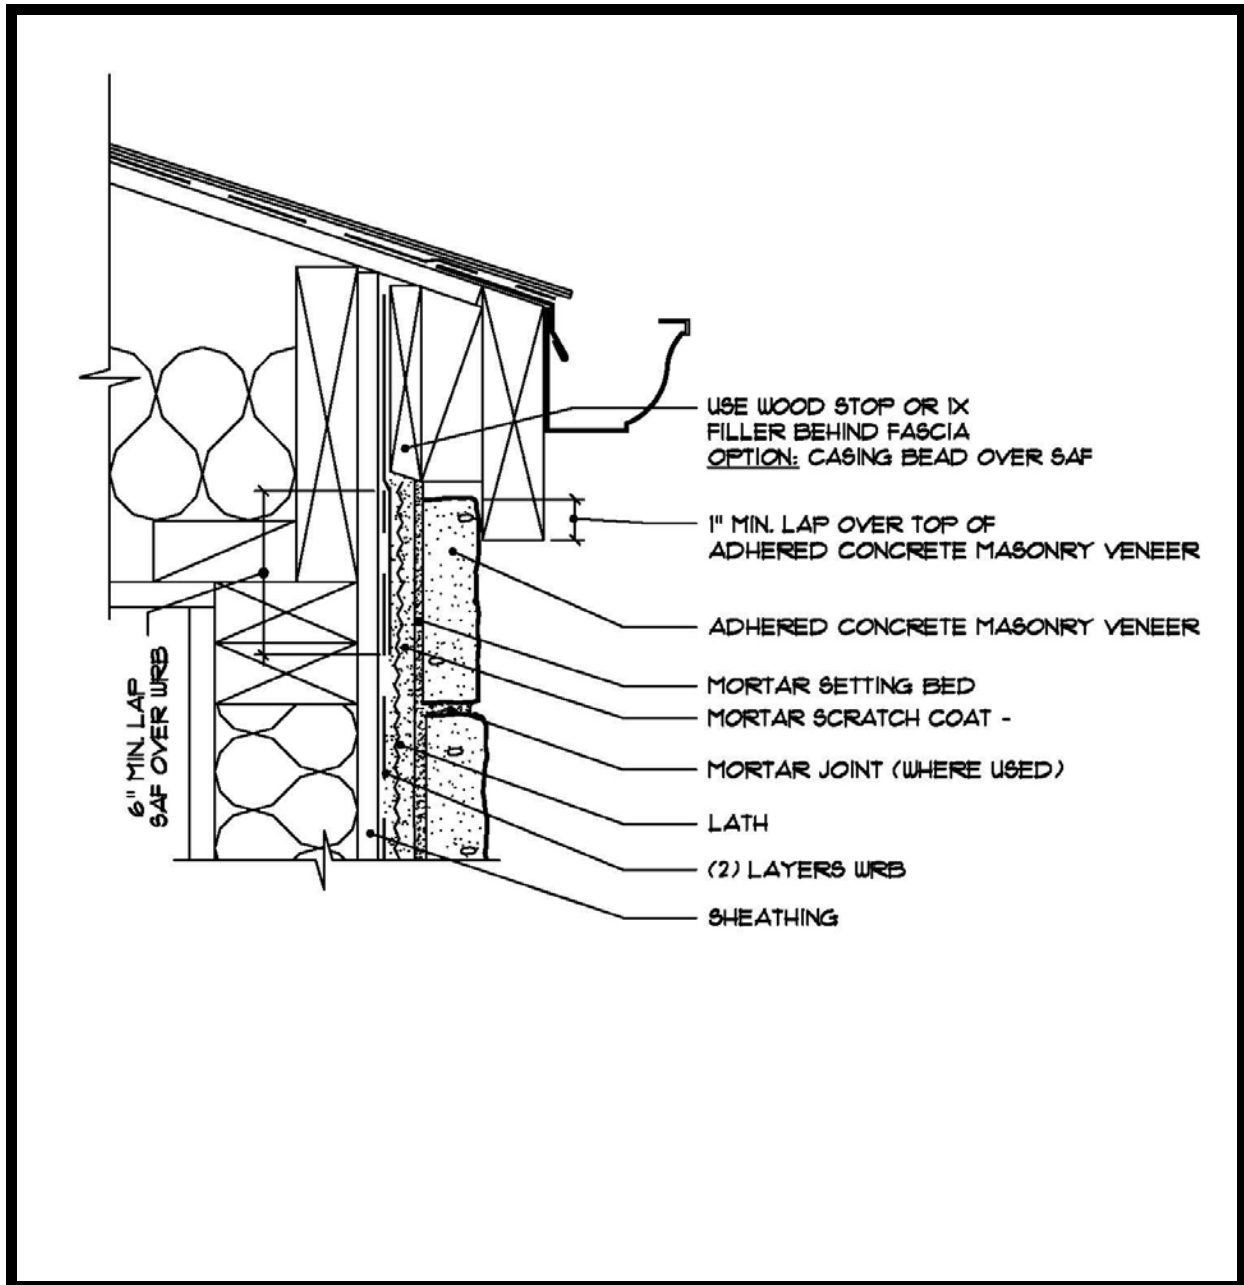 USE WOOD STOP OR 1X
FILLER BEHIND FASCIA
OPTION: CASING BEAD OVER SAF
1" MIN. LAP OVER TOP OF
ADHERED CONCRETE MASONRY VENEER
ADHERED CONCRETE MASONRY VENEER
MORTAR SETTING BED
MORTAR SCRATCH COAT -
MORTAR JOINT (WHERE USED)
LATH
(2) LAYERS WRB
SHEATHING
6" MIN. LAP
SAF OVER WRB